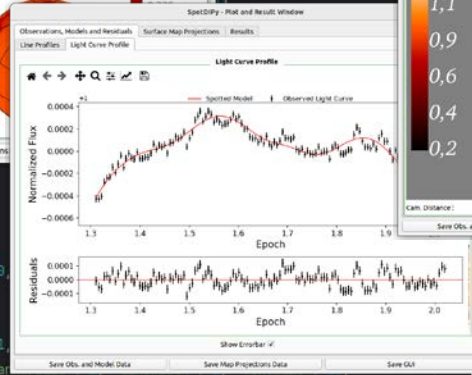 SpotDIPy - Plot and Result Window
Observations, Models and Residuals
Surface Map Projections
Results
Line Profiles
Light Curve Profile
Light Curve Profile
+1
Spotted Model
Observed Light Curve
0.0004
0.0002
0.0000
−0.0002
−0.0004
−0.0006
Normalized Flux
1.3
1.4
1.5
1.6
1.7
1.8
1.9
Epoch
0.0001
0.0000
−0.0001
Residuals
1.3
1.4
1.5
1.6
1.7
1.8
1.9
2.0
Epoch
Show Errorbar
Save Obs. and Model Data
Save Map Projections Data
Save GUI
1,1
0,9
0,6
0,4
0,2
Cam. Distance:
Save Obs. a